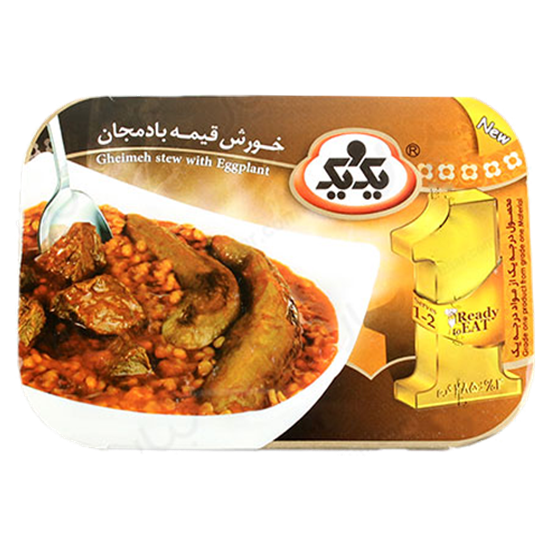 خورش قیمه بادمجان
Gheimeh stew with Eggplant
یک‌یک
®
New
1
Serves
1-2
Ready
to EAT
محصول درجه یک از مواد درجه یک
Grade one product from grade one Material